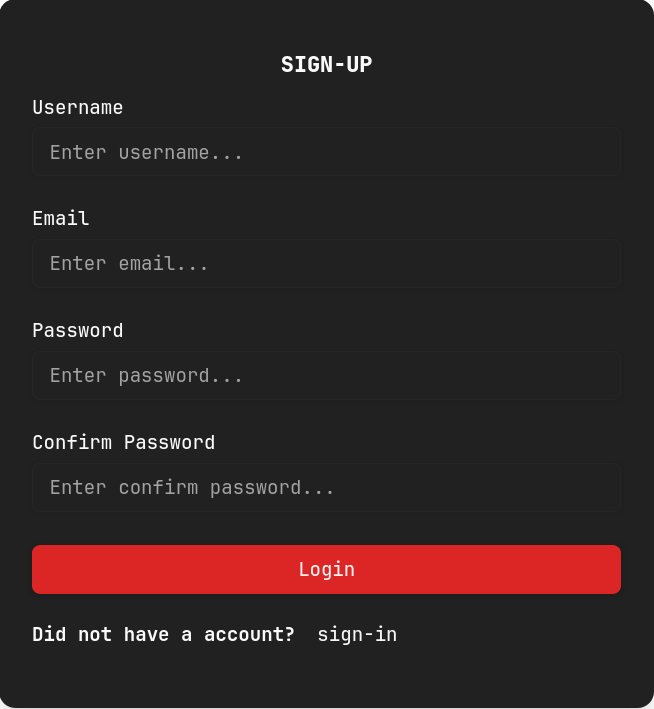 SIGN-UP
Username
Enter username...
Email
Enter email...
Password
Enter password...
Confirm Password
Enter confirm password...
Login
Did not have a account? sign-in